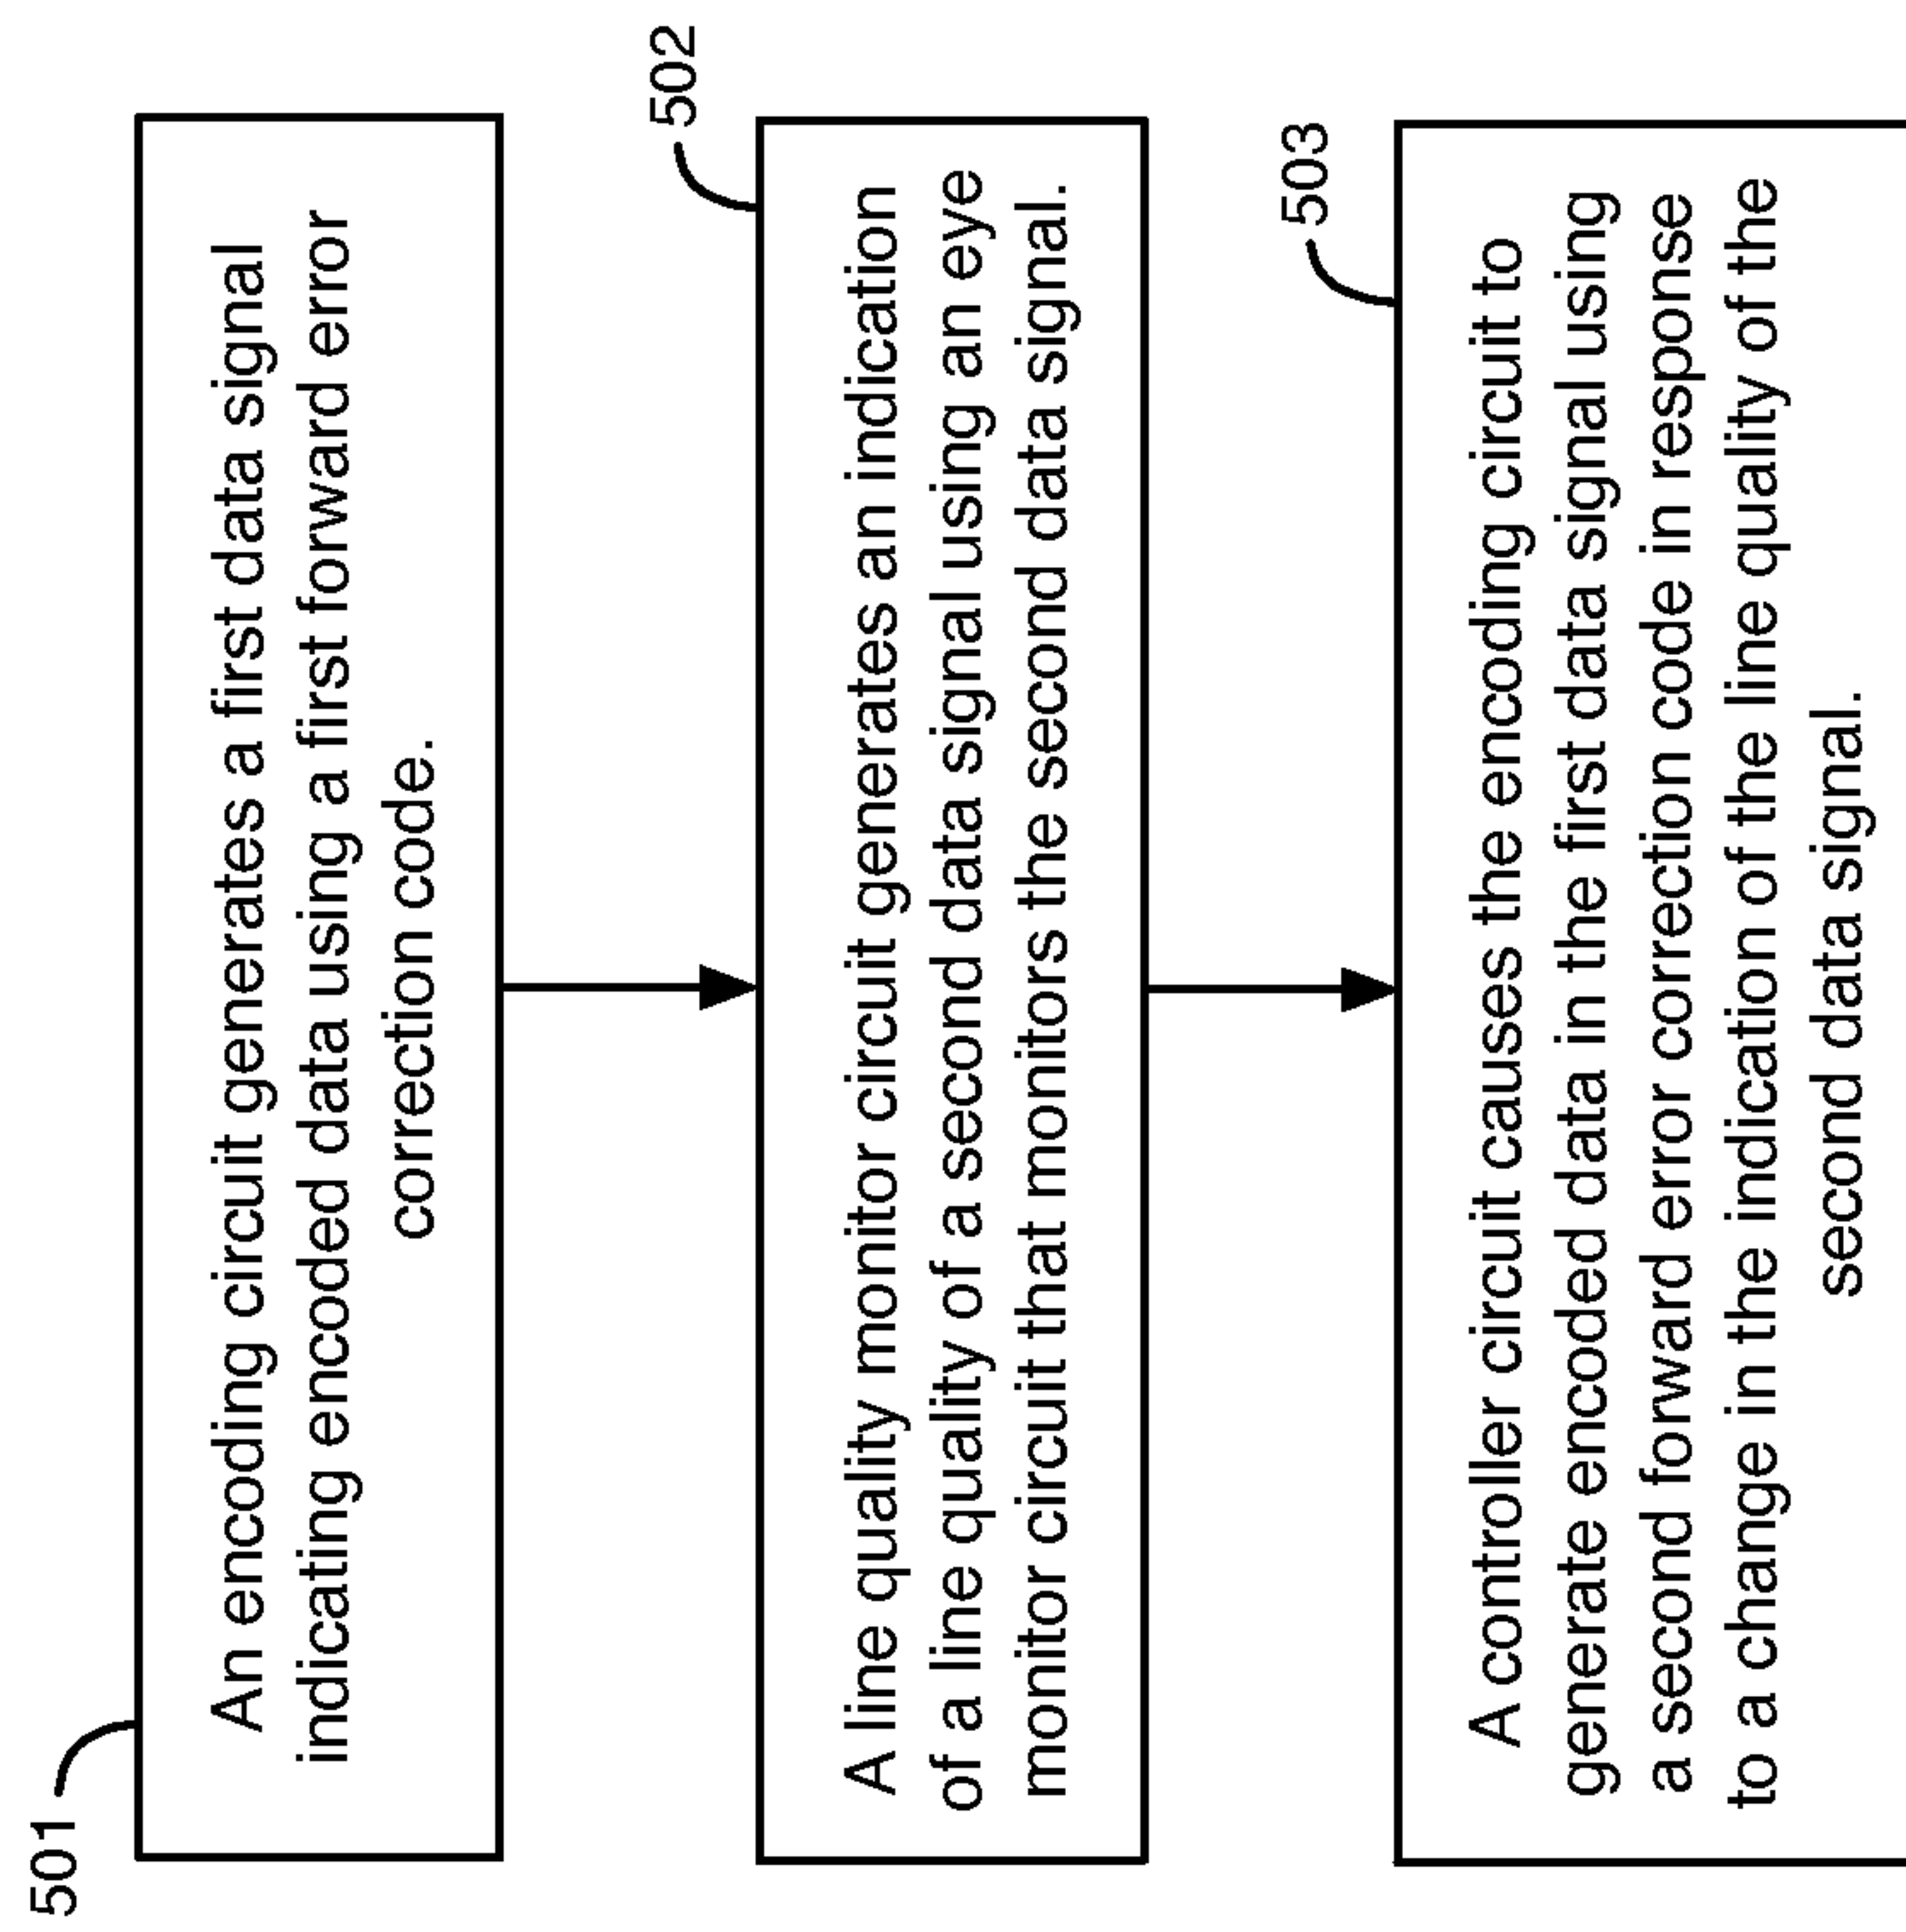 501
An encoding circuit generates a first data signal
indicating encoded data using a first forward error
correction code.
502
A line quality monitor circuit generates an indication
of a line quality of a second data signal using an eye
monitor circuit that monitors the second data signal.
503
A controller circuit causes the encoding circuit to
generate encoded data in the first data signal using
a second forward error correction code in response
to a change in the indication of the line quality of the
second data signal.